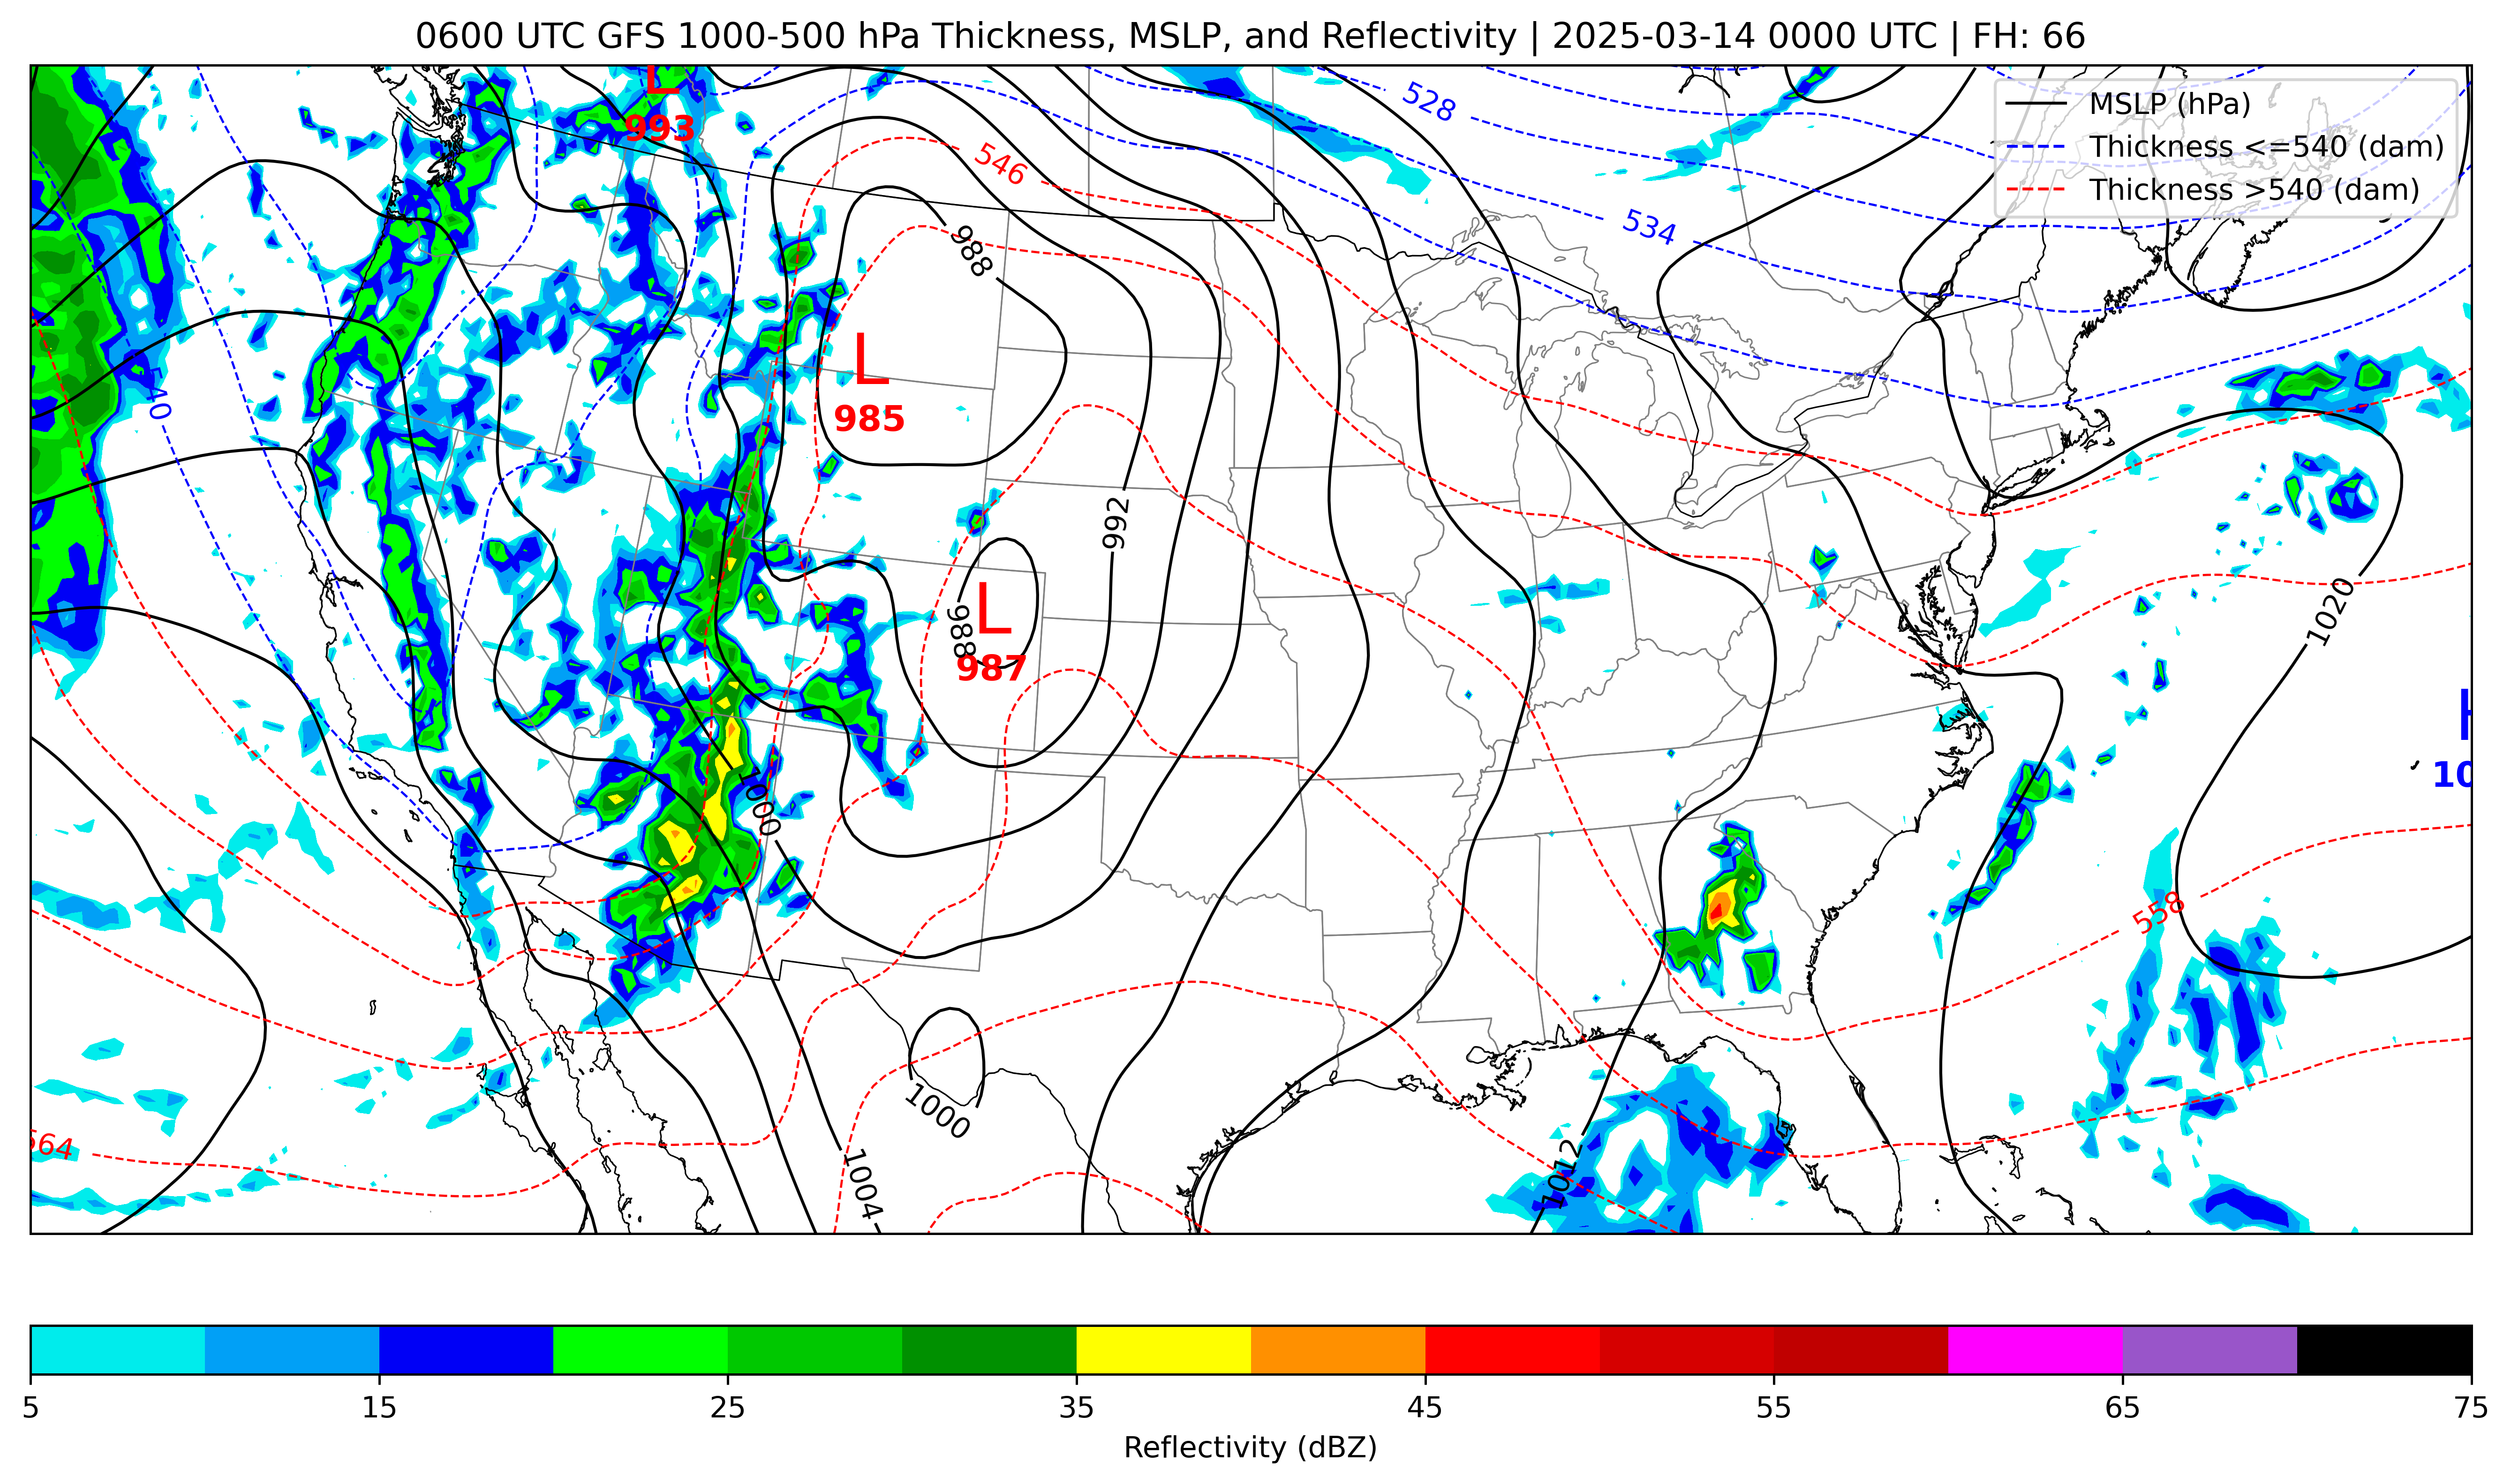 0600 UTC GFS 1000-500 hPa Thickness, MSLP, and Reflectivity | 2025-03-14 0000 UTC | FH: 66
MSLP (hPa)
Thickness <=540 (dam)
Thickness >540 (dam)
L
993
528
546
534
988
L
985
540
992
L
988
987
1020
H
10
1000
558
1000
564
1012
1004
5
15
25
35
45
55
65
75
Reflectivity (dBZ)